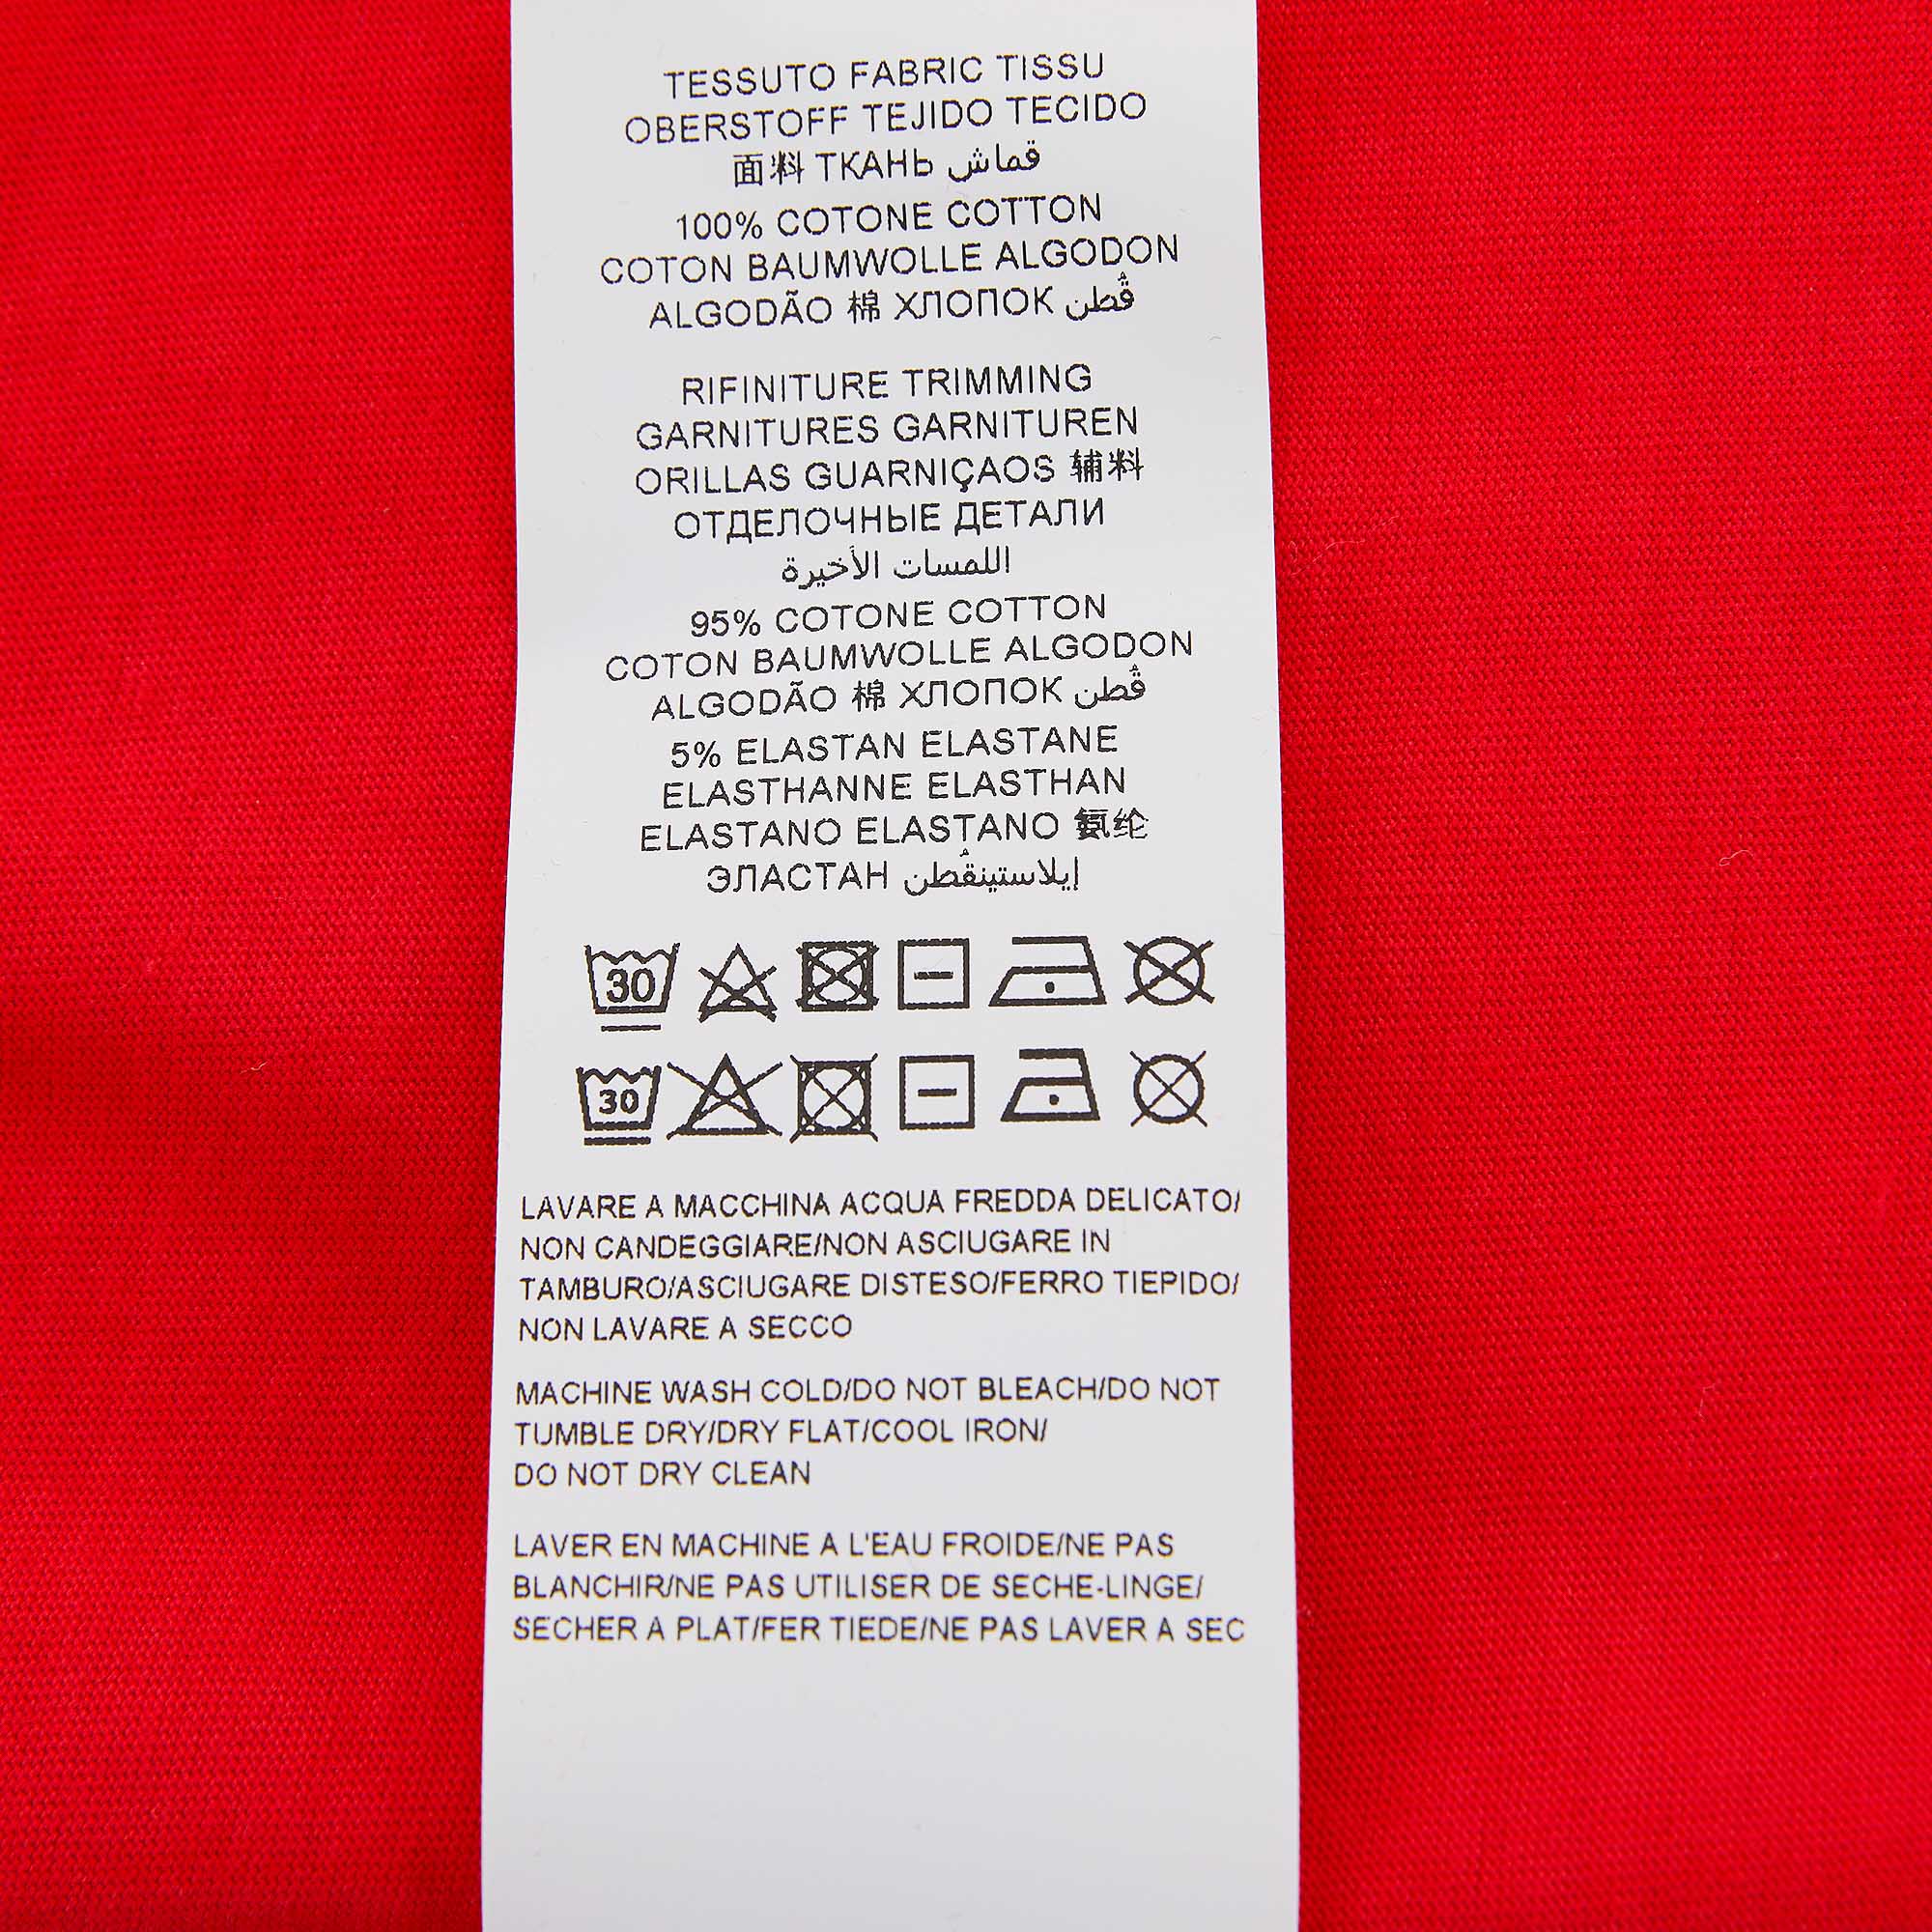 TESSUTO FABRIC TISSU
OBERSTOFF TEJIDO TECIDO
面料 ТКАНЬ قماش
100% COTONE COTTON
COTON BAUMWOLLE ALGODON
ALGODÃO 棉 ХЛОПОК قُطن
RIFINITURE TRIMMING
GARNITURES GARNITUREN
ORILLAS GUARNIÇAOS 辅料
ОТДЕЛОЧНЫЕ ДЕТАЛИ
اللمسات الأخيرة
95% COTONE COTTON
COTON BAUMWOLLE ALGODON
ALGODÃO 棉 ХЛОПОК قُطن
5% ELASTAN ELASTANE
ELASTHANNE ELASTHAN
ELASTANO ELASTANO 氨纶
ЭЛАСТАН إيلاستينقُطن
30
30
LAVARE A MACCHINA ACQUA FREDDA DELICATO/
NON CANDEGGIARE/NON ASCIUGARE IN
TAMBURO/ASCIUGARE DISTESO/FERRO TIEPIDO/
NON LAVARE A SECCO
MACHINE WASH COLD/DO NOT BLEACH/DO NOT
TUMBLE DRY/DRY FLAT/COOL IRON/
DO NOT DRY CLEAN
LAVER EN MACHINE A L'EAU FROIDE/NE PAS
BLANCHIR/NE PAS UTILISER DE SECHE-LINGE/
SECHER A PLAT/FER TIEDE/NE PAS LAVER A SEC